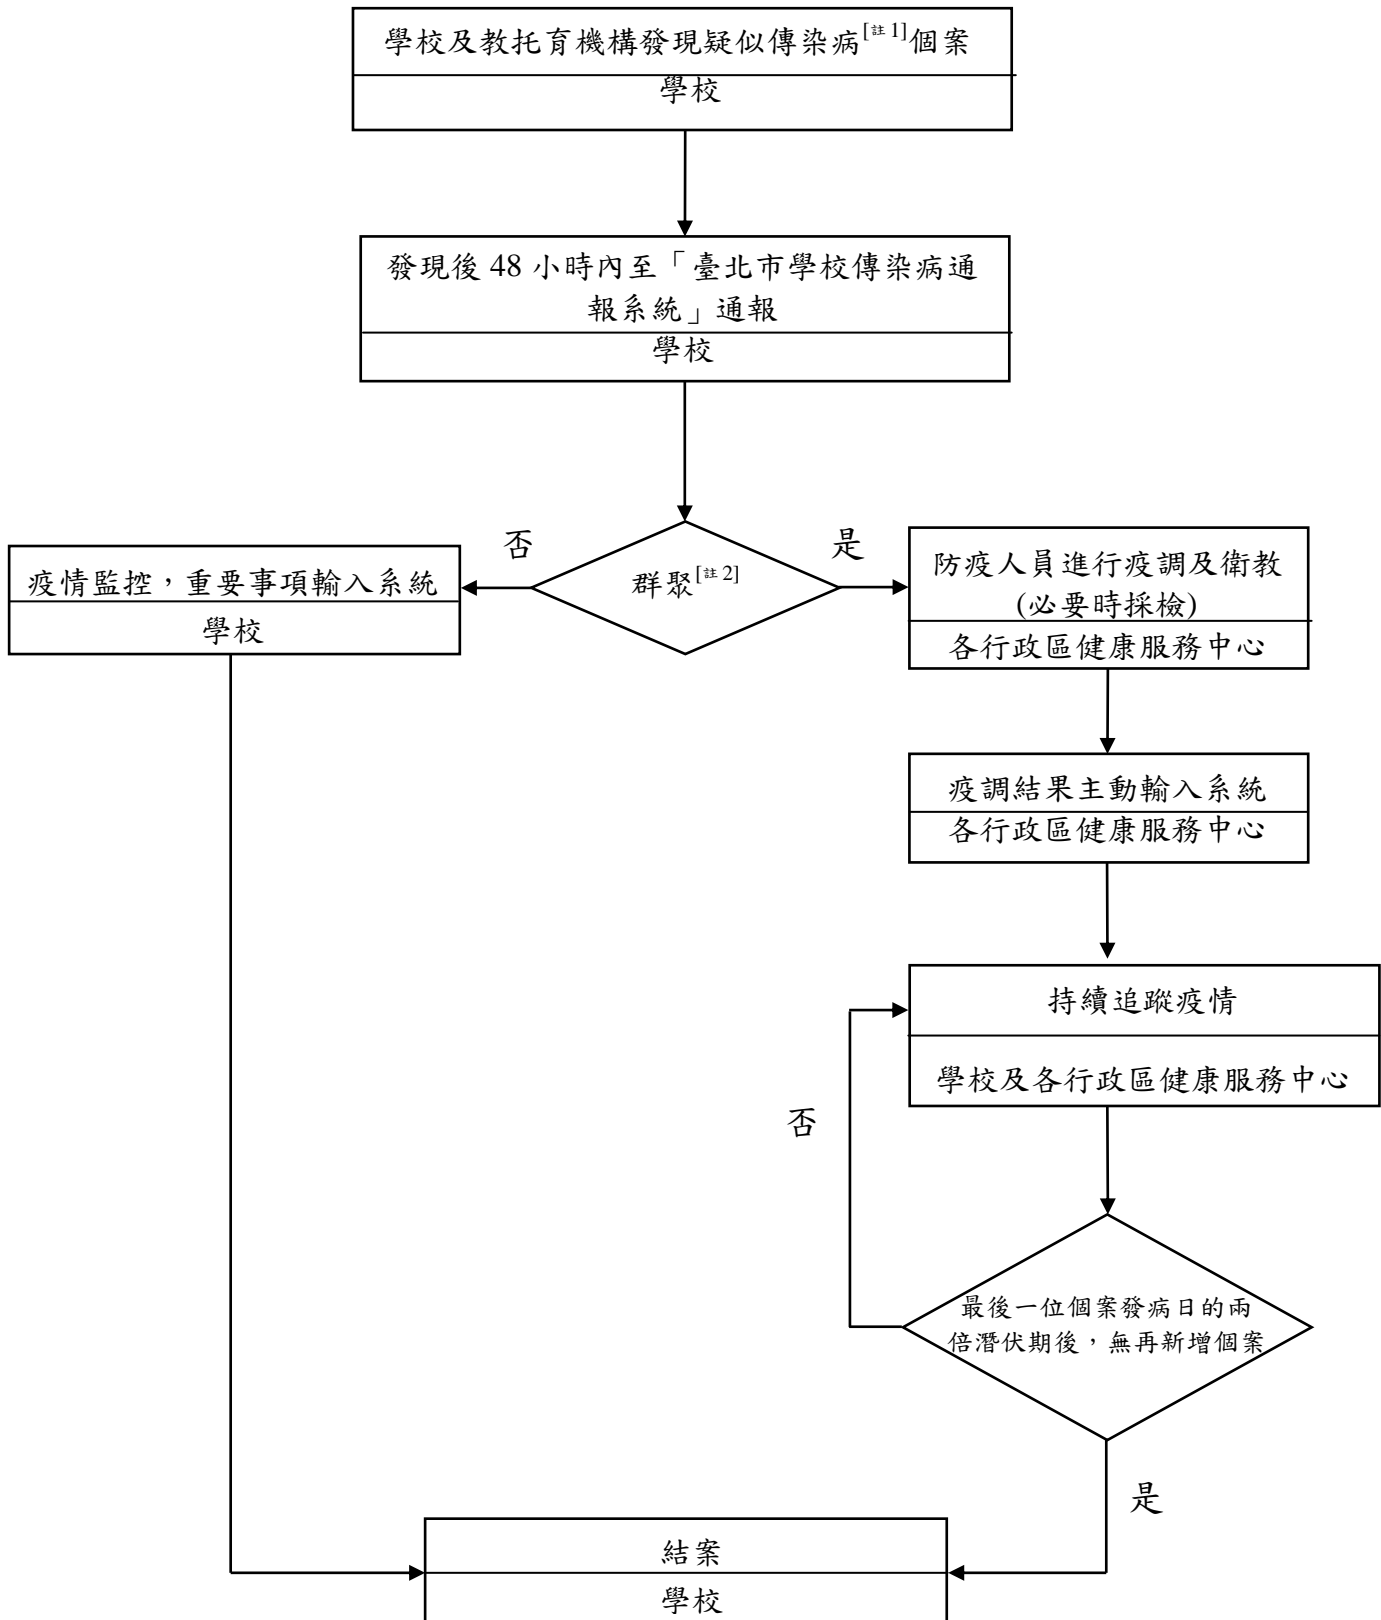 學校及教托育機構發現疑似傳染病[註 1]個案
學校
發現後 48 小時內至「臺北市學校傳染病通
報系統」通報
學校
否
是
群聚[註 2]
疫情監控，重要事項輸入系統
學校
防疫人員進行疫調及衛教
(必要時採檢)
各行政區健康服務中心
疫調結果主動輸入系統
各行政區健康服務中心
持續追蹤疫情
學校及各行政區健康服務中心
否
最後一位個案發病日的兩
倍潛伏期後，無再新增個案
是
結案
學校